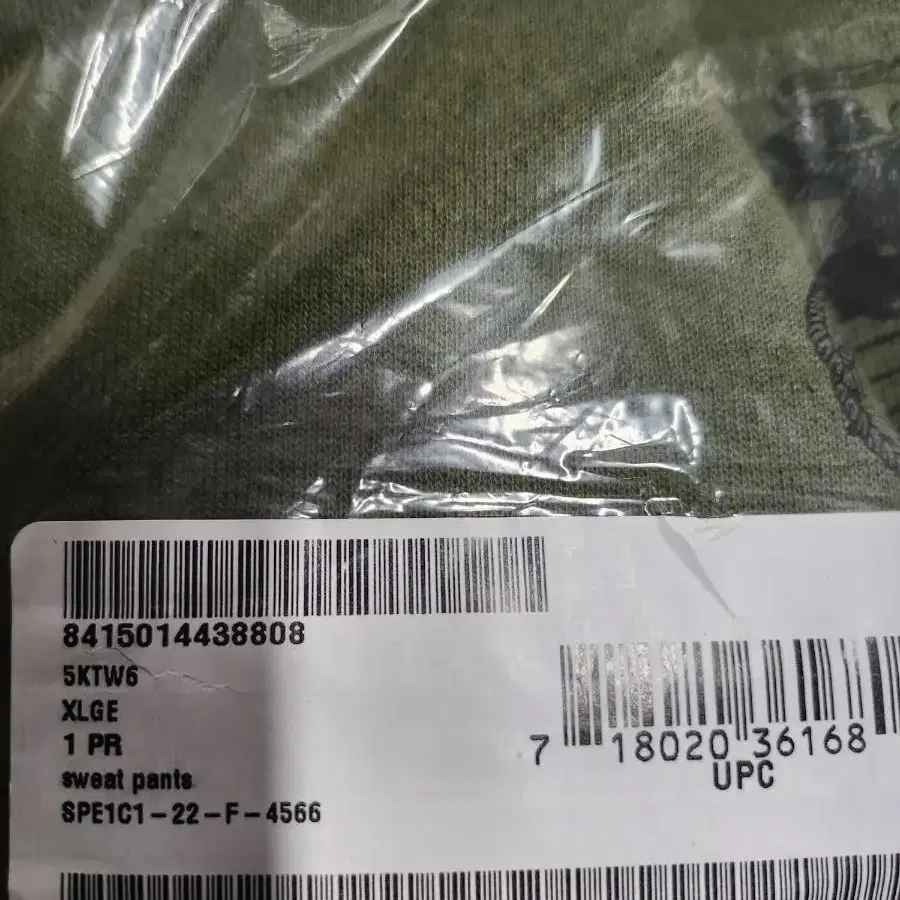 8415014438808
5KTW6
XLGE
1 PR
sweat pants
SPE1C1-22-F-4566
7 18020 36168
UPC